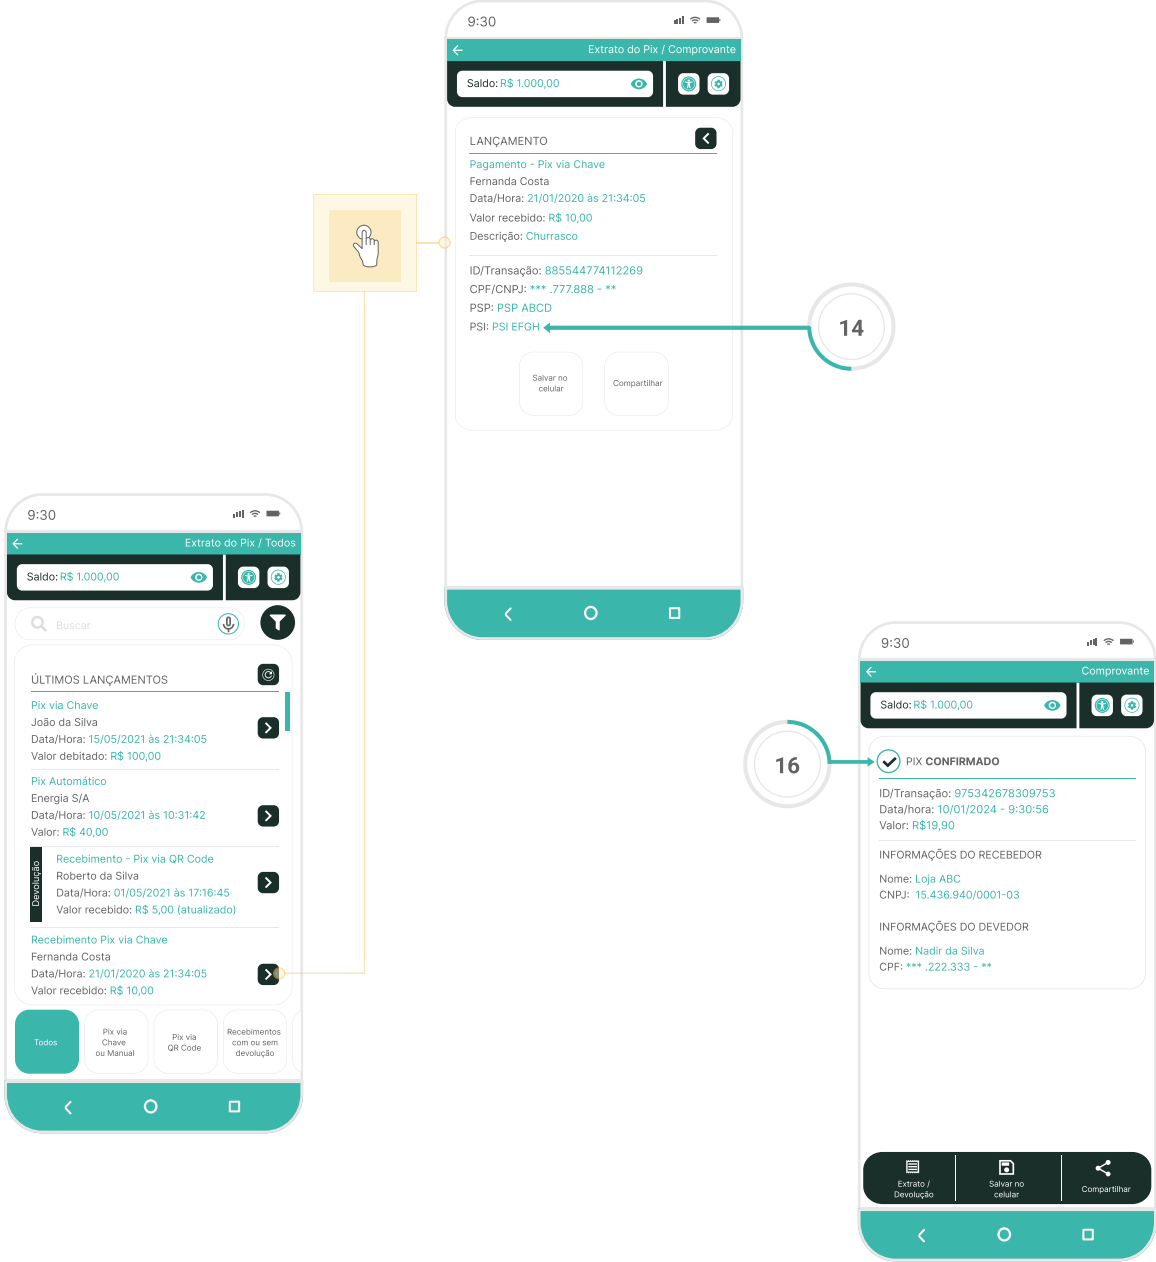 9:30
Extrato do Pix / Comprovante
Saldo: R$ 1.000,00
LANÇAMENTO
Pagamento - Pix via Chave
Fernanda Costa
Data/Hora: 21/01/2020 às 21:34:05
Valor recebido: R$ 10,00
Descrição: Churrasco
ID/Transação: 885544774112269
CPF/CNPJ: *** .777.888 - **
PSP: PSP ABCD
PSI: PSI EFGH
14
Salvar no
celular
Compartilhar
9:30
Extrato do Pix / Todos
Saldo: R$ 1.000,00
Buscar
ÚLTIMOS LANÇAMENTOS
Pix via Chave
João da Silva
Data/Hora: 15/05/2021 às 21:34:05
Valor debitado: R$ 100,00
Pix Automático
Energia S/A
Data/Hora: 10/05/2021 às 10:31:42
Valor: R$ 40,00
Devolução
Recebimento - Pix via QR Code
Roberto da Silva
Data/Hora: 01/05/2021 às 17:16:45
Valor recebido: R$ 5,00 (atualizado)
Recebimento Pix via Chave
Fernanda Costa
Data/Hora: 21/01/2020 às 21:34:05
Valor recebido: R$ 10,00
Todos
Pix via
Chave
ou Manual
Pix via
QR Code
Recebimentos
com ou sem
devolução
9:30
Comprovante
Saldo: R$ 1.000,00
16
PIX CONFIRMADO
ID/Transação: 975342678309753
Data/hora: 10/01/2024 - 9:30:56
Valor: R$19,90
INFORMAÇÕES DO RECEBEDOR
Nome: Loja ABC
CNPJ: 15.436.940/0001-03
INFORMAÇÕES DO DEVEDOR
Nome: Nadir da Silva
CPF: *** .222.333 - **
Extrato /
Devolução
Salvar no
celular
Compartilhar